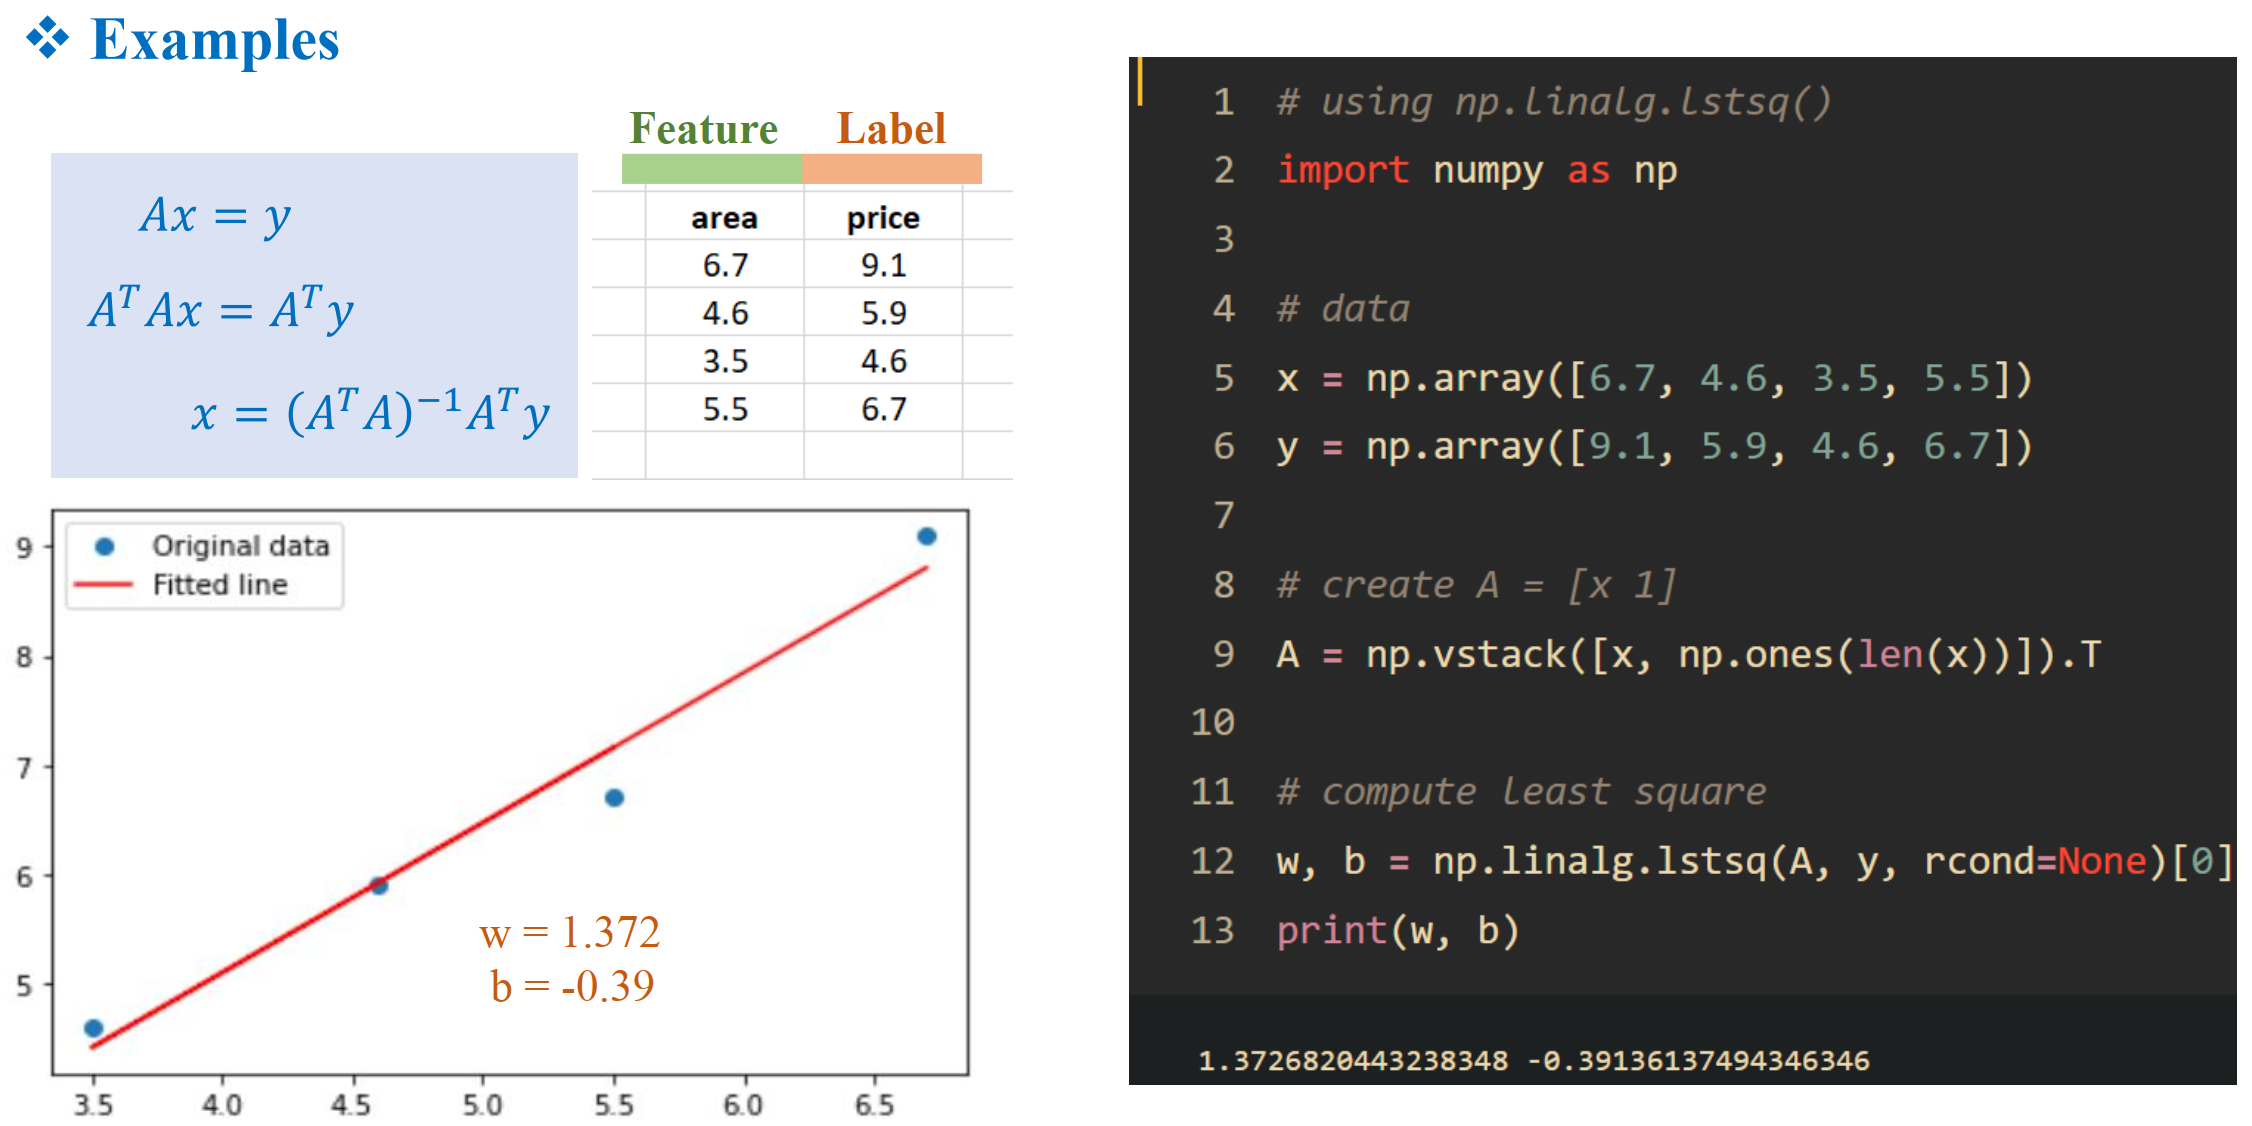 ❖ Examples
Ax = y
AᵀAx = Aᵀy
x = (AᵀA)⁻¹Aᵀy
Feature Label
area price
6.7 9.1
4.6 5.9
3.5 4.6
5.5 6.7
Original data
Fitted line
9
8
7
6
5
3.5 4.0 4.5 5.0 5.5 6.0 6.5
w = 1.372
b = -0.39
1 # using np.linalg.lstsq()
2 import numpy as np
3
4 # data
5 x = np.array([6.7, 4.6, 3.5, 5.5])
6 y = np.array([9.1, 5.9, 4.6, 6.7])
7
8 # create A = [x 1]
9 A = np.vstack([x, np.ones(len(x))]).T
10
11 # compute least square
12 w, b = np.linalg.lstsq(A, y, rcond=None)[0]
13 print(w, b)
1.3726820443238348 -0.39136137494346346